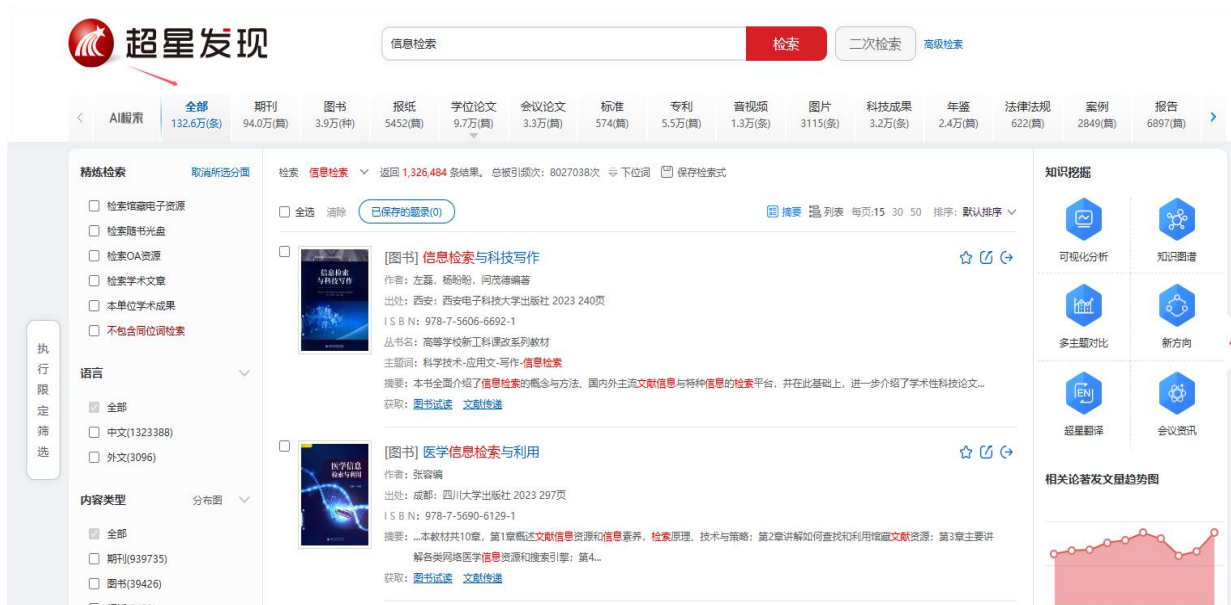 超星发现
信息检索
检索
二次检索
高级检索
AI搜索
全部
132.6万(条)
期刊
94.0万(篇)
图书
3.9万(种)
报纸
5452(篇)
学位论文
9.7万(篇)
会议论文
3.3万(篇)
标准
574(篇)
专利
5.5万(篇)
音视频
1.3万(条)
图片
3115(条)
科技成果
3.2万(条)
年鉴
2.4万(篇)
法律法规
622(篇)
案例
2849(篇)
报告
6897(篇)
执行限定筛选
精炼检索 取消所选分面
检索馆藏电子资源
检索随书光盘
检索OA资源
检索学术文章
本单位学术成果
不包含同位词检索
语言
全部
中文(1323388)
外文(3096)
内容类型 分布图
全部
期刊(939735)
图书(39426)
检索 信息检索 返回 1,326,484 条结果。 总被引频次：8027038次 下位词 保存检索式
全选 清除 已保存的题录(0) 摘要 列表 每页:15 30 50 排序: 默认排序
[图书] 信息检索与科技写作
作者：左磊，杨盼盼，闫茂德编著
出处：西安：西安电子科技大学出版社 2023 240页
I S B N：978-7-5606-6692-1
丛书名：高等学校新工科课改系列教材
主题词：科学技术-应用文-写作-信息检索
摘要：本书全面介绍了信息检索的概念与方法、国内外主流文献信息与特种信息的检索平台，并在此基础上，进一步介绍了学术性科技论文...
获取：图书试读 文献传递
信息检索
与科技写作
[图书] 医学信息检索与利用
作者：张容编
出处：成都：四川大学出版社 2023 297页
I S B N：978-7-5690-6129-1
摘要：...本教材共10章，第1章概述文献信息资源和信息素养，检索原理、技术与策略；第2章讲解如何查找和利用馆藏文献资源；第3章主要讲
解各类网络医学信息资源和搜索引擎；第4...
获取：图书试读 文献传递
医学信息
检索与利用
知识挖掘
可视化分析
知识图谱
多主题对比
新方向
EN
超星翻译
会议资讯
相关论著发文量趋势图